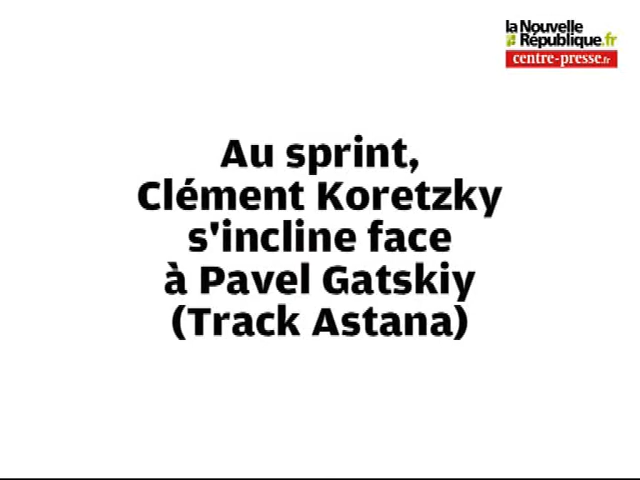 la Nouvelle
République.fr
centre-presse.fr
Au sprint,
Clément Koretzky
s'incline face
à Pavel Gatskiy
(Track Astana)